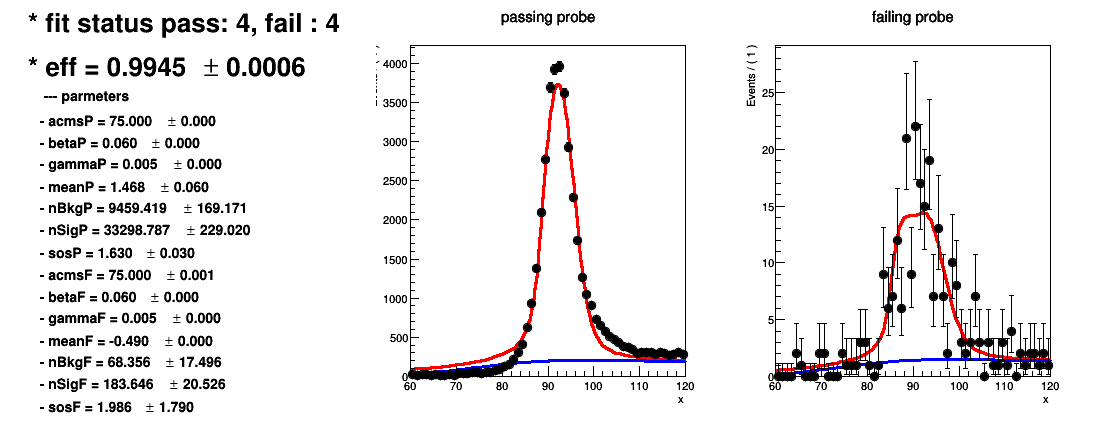 * fit status pass: 4, fail : 4
* eff = 0.9945 ± 0.0006
--- parmeters
- acmsP = 75.000 ± 0.000
- betaP = 0.060 ± 0.000
- gammaP = 0.005 ± 0.000
- meanP = 1.468 ± 0.060
- nBkgP = 9459.419 ± 169.171
- nSigP = 33298.787 ± 229.020
- sosP = 1.630 ± 0.030
- acmsF = 75.000 ± 0.001
- betaF = 0.060 ± 0.000
- gammaF = 0.005 ± 0.000
- meanF = -0.490 ± 0.000
- nBkgF = 68.356 ± 17.496
- nSigF = 183.646 ± 20.526
- sosF = 1.986 ± 1.790
passing probe
4000
3500
3000
2500
2000
1500
1000
500
0
60 70 80 90 100 110 120
x
failing probe
Events / ( 1 )
25
20
15
10
5
0
60 70 80 90 100 110 120
x